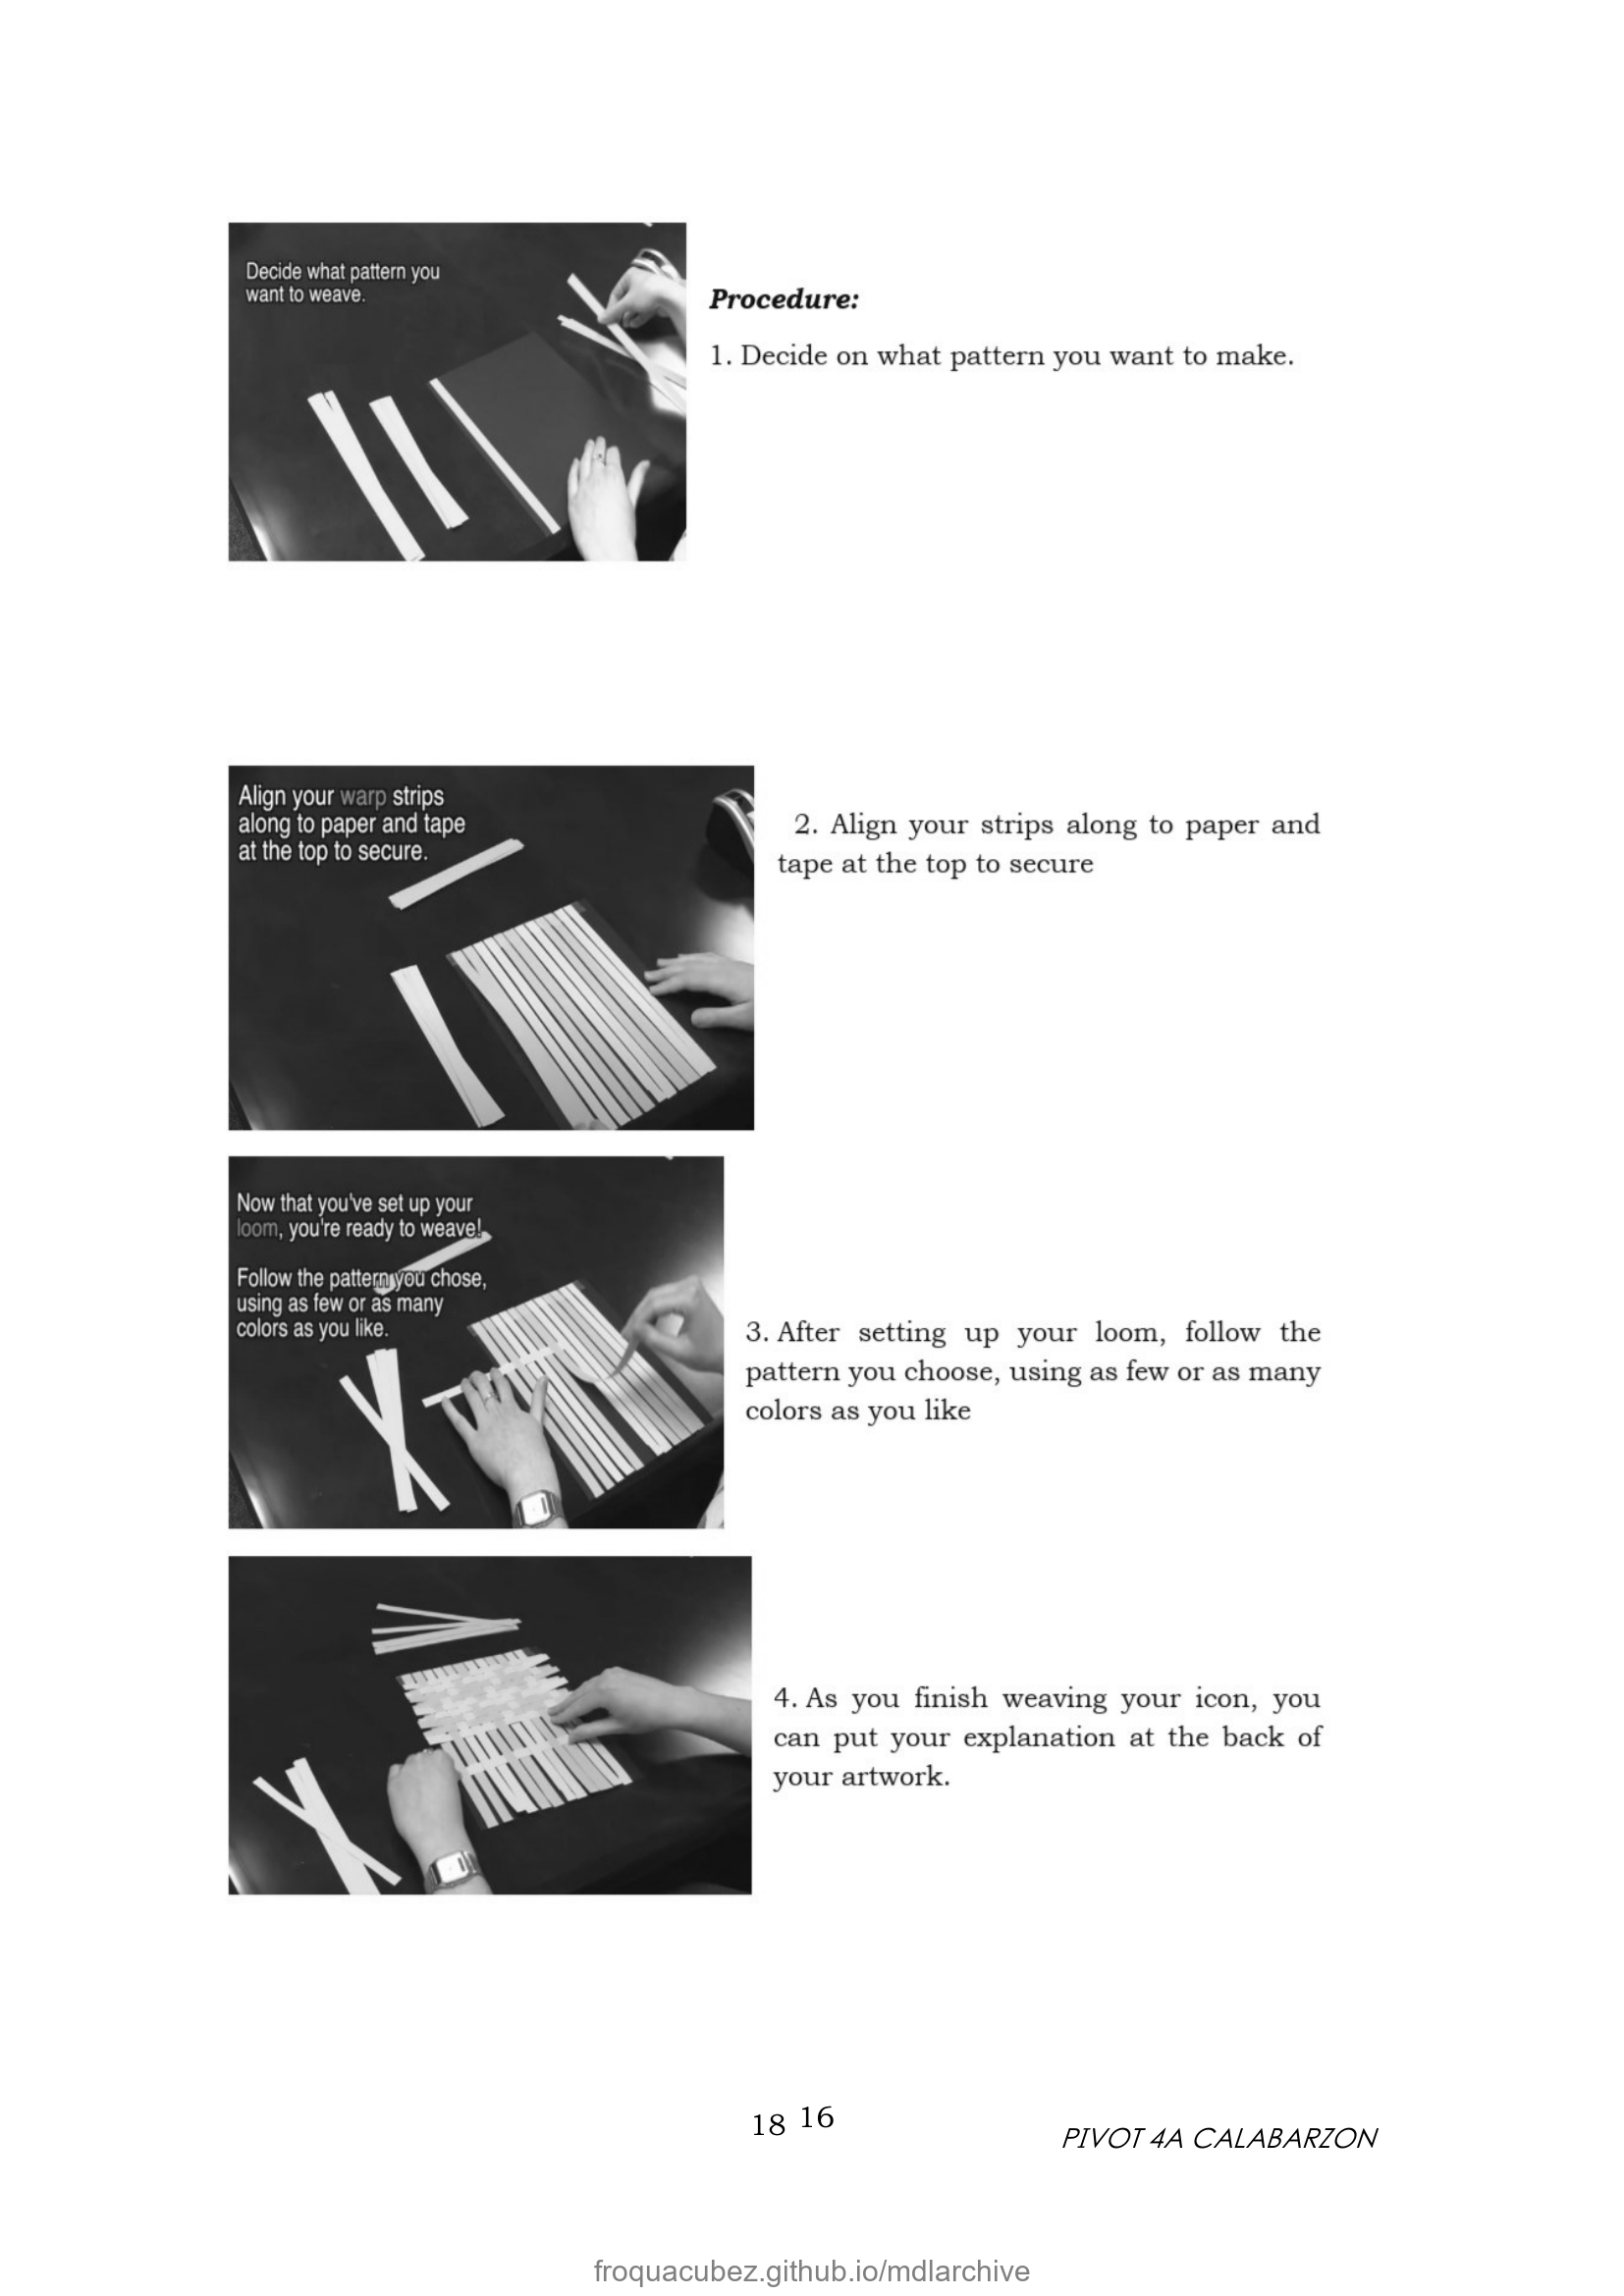 Decide what pattern you
want to weave.
Procedure:
1. Decide on what pattern you want to make.
Align your warp strips
along to paper and tape
at the top to secure.
2. Align your strips along to paper and
tape at the top to secure
Now that you've set up your
loom, you're ready to weave!
Follow the pattern you chose,
using as few or as many
colors as you like.
3. After setting up your loom, follow the
pattern you choose, using as few or as many
colors as you like
4. As you finish weaving your icon, you
can put your explanation at the back of
your artwork.
18 16
PIVOT 4A CALABARZON
froquacubez.github.io/mdlarchive